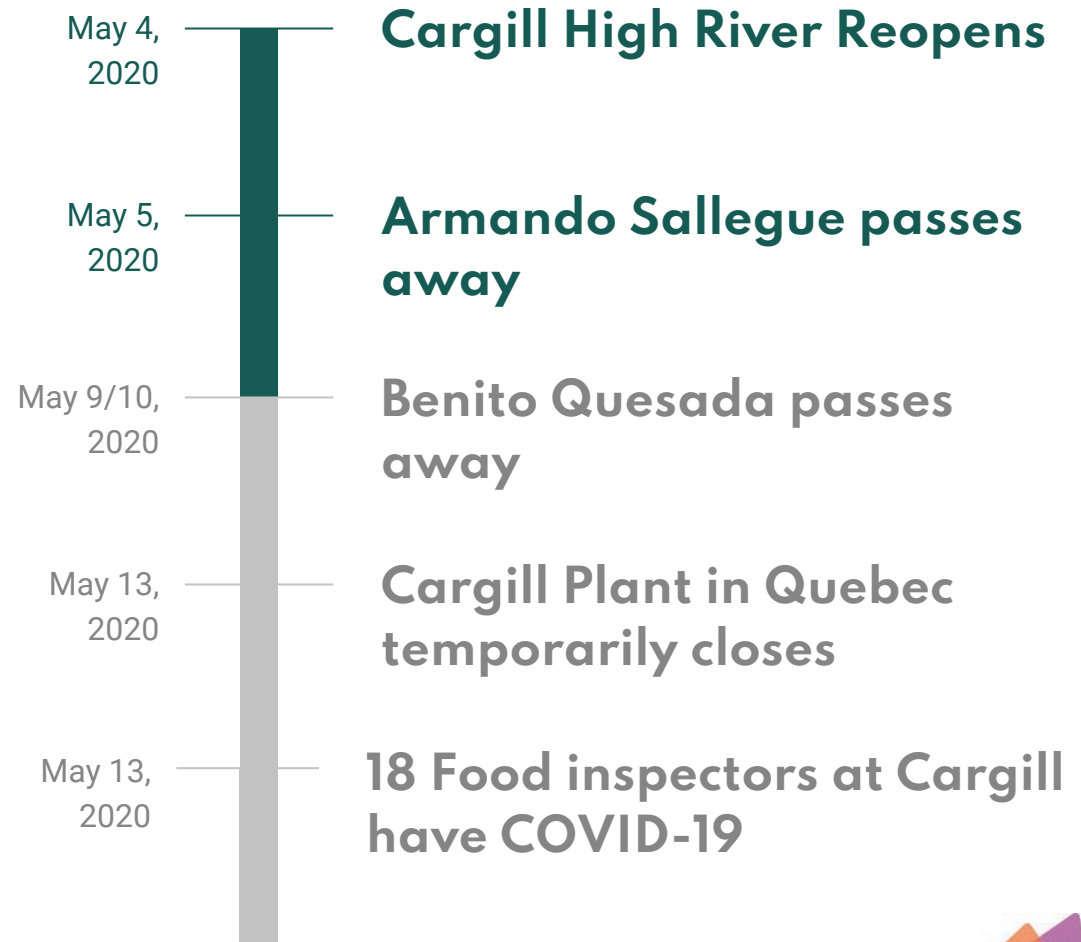 May 4,
2020
Cargill High River Reopens
May 5,
2020
Armando Sallegue passes
away
May 9/10,
2020
Benito Quesada passes
away
May 13,
2020
Cargill Plant in Quebec
temporarily closes
May 13,
2020
18 Food inspectors at Cargill
have COVID-19